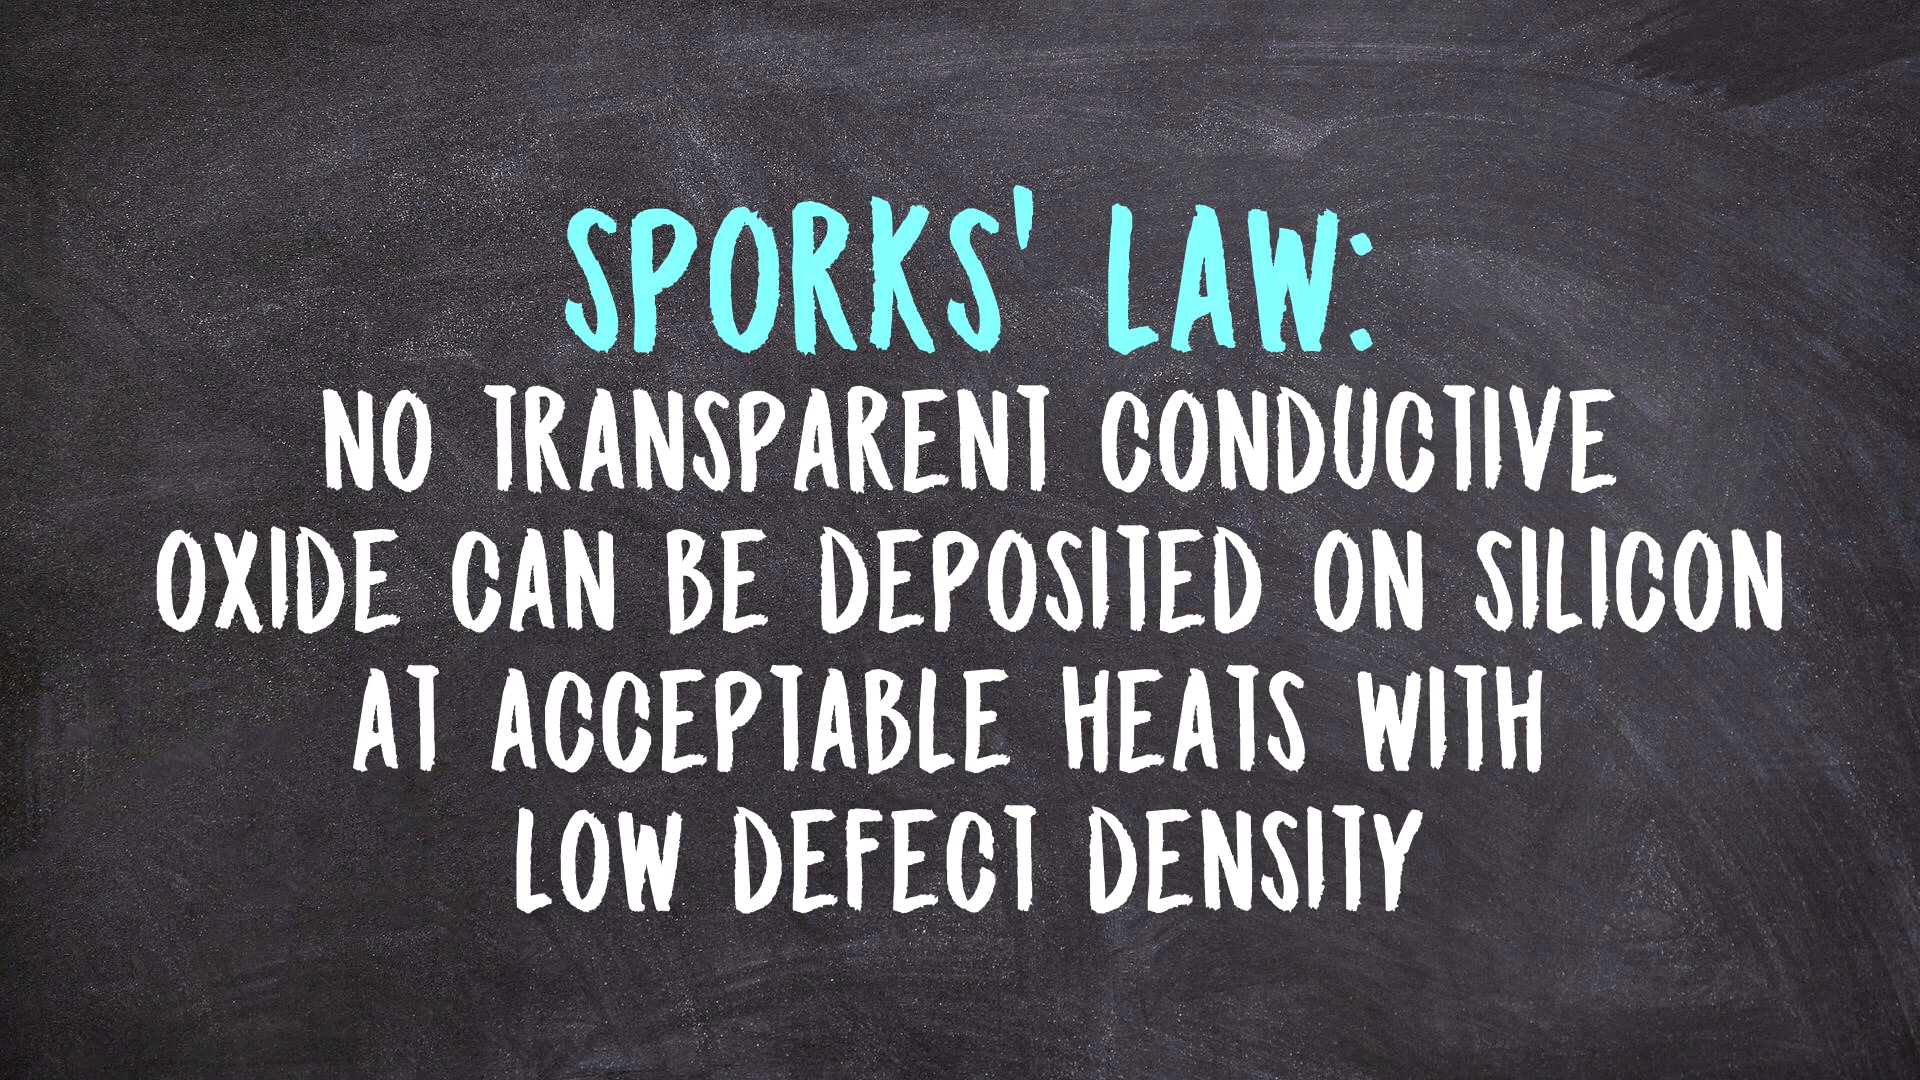 SPORKS' LAW:
NO TRANSPARENT CONDUCTIVE
OXIDE CAN BE DEPOSITED ON SILICON
AT ACCEPTABLE HEATS WITH
LOW DEFECT DENSITY